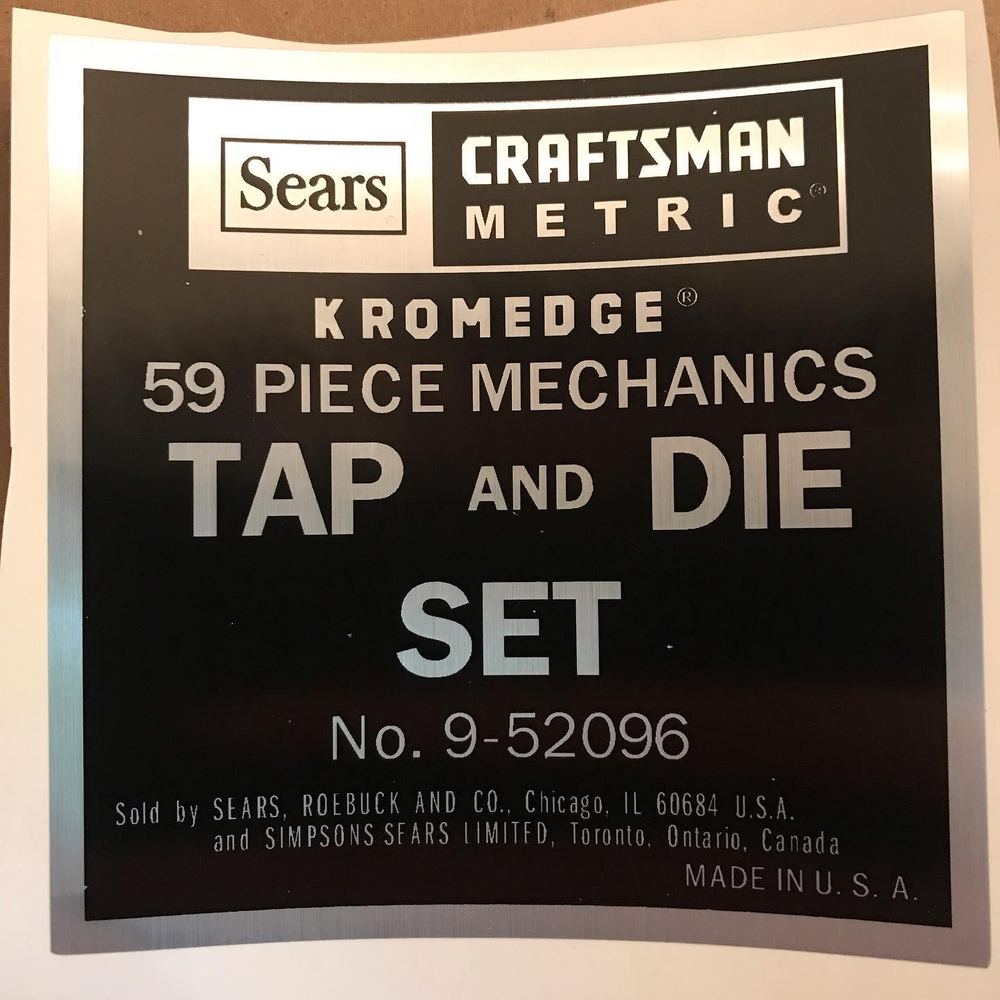 Sears
CRAFTSMAN
METRIC®
KROMEDGE®
59 PIECE MECHANICS
TAP AND DIE
SET
No. 9-52096
Sold by SEARS, ROEBUCK AND CO., Chicago, IL 60684 U.S.A.
and SIMPSONS SEARS LIMITED, Toronto, Ontario, Canada
MADE IN U. S. A.